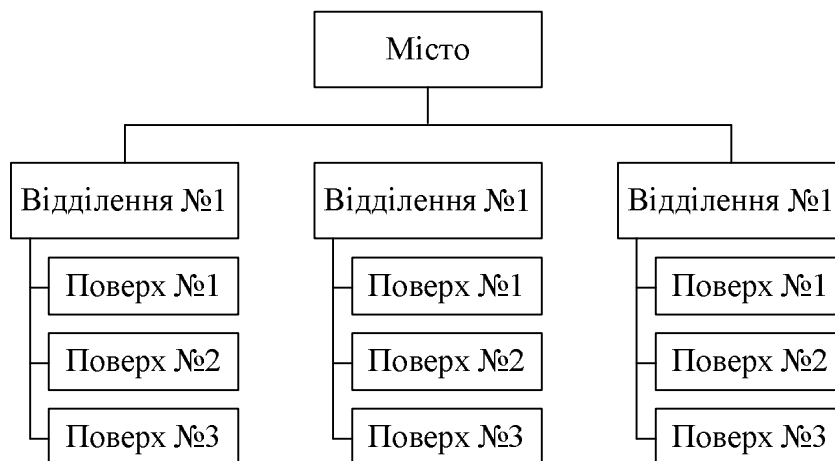 Місто
Відділення №1
Відділення №1
Відділення №1
Поверх №1
Поверх №1
Поверх №1
Поверх №2
Поверх №2
Поверх №2
Поверх №3
Поверх №3
Поверх №3